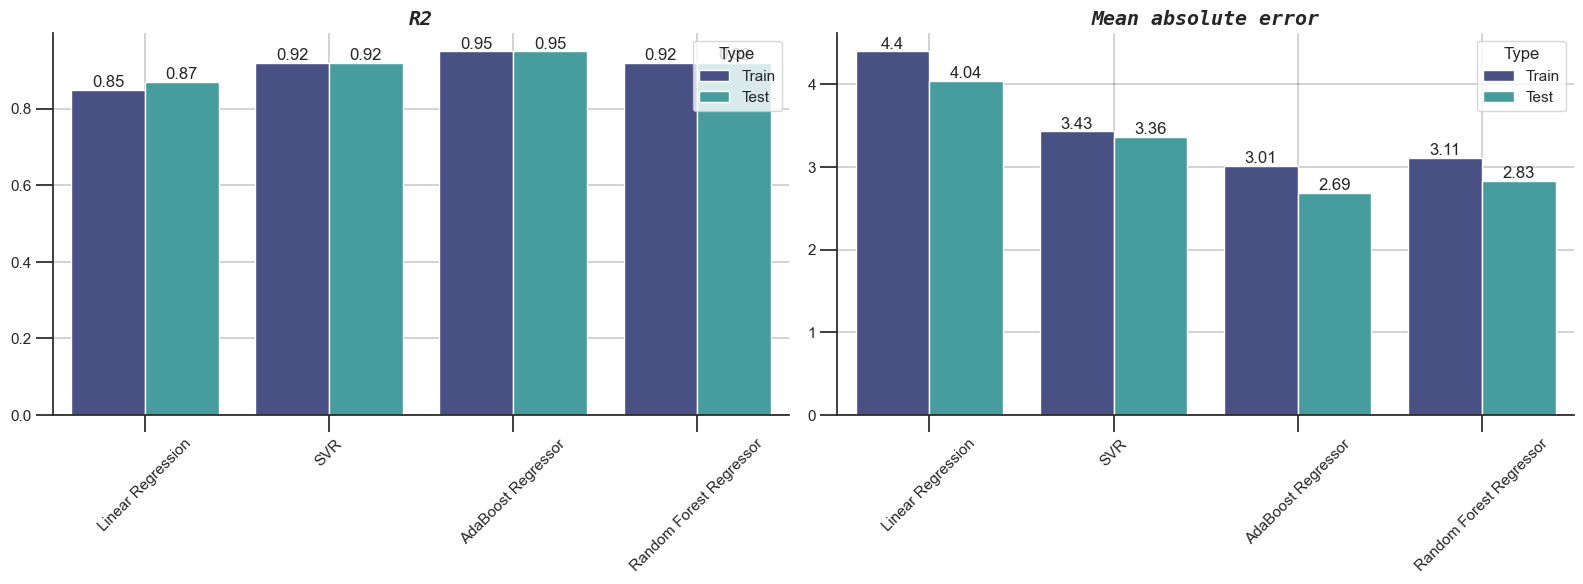 R2
0.85
0.87
0.92
0.92
0.95
0.95
0.92
Type
Train
Test
0.8
0.6
0.4
0.2
0.0
Linear Regression
SVR
AdaBoost Regressor
Random Forest Regressor
Mean absolute error
4.4
4.04
3.43
3.36
3.01
2.69
3.11
2.83
Type
Train
Test
4
3
2
1
0
Linear Regression
SVR
AdaBoost Regressor
Random Forest Regressor